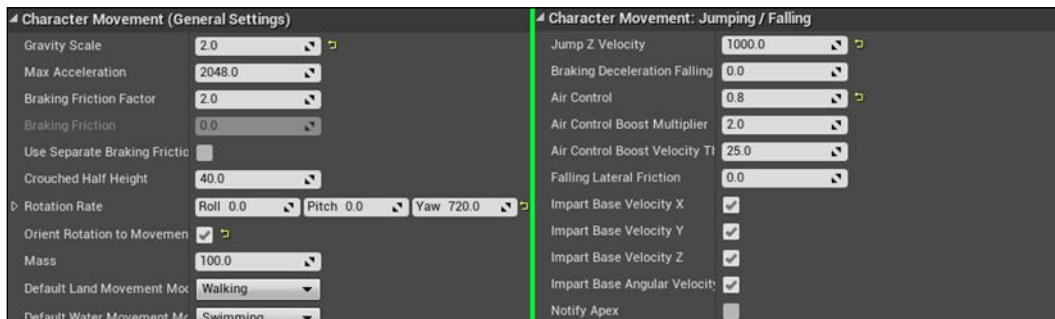 Character Movement (General Settings)
Gravity Scale 2.0
Max Acceleration 2048.0
Braking Friction Factor 2.0
Braking Friction 0.0
Use Separate Braking Frictio
Crouched Half Height 40.0
Rotation Rate Roll 0.0 Pitch 0.0 Yaw 720.0
Orient Rotation to Movemen
Mass 100.0
Default Land Movement Mod Walking
Default Water Movement Mo Swimming
Character Movement: Jumping / Falling
Jump Z Velocity 1000.0
Braking Deceleration Falling 0.0
Air Control 0.8
Air Control Boost Multiplier 2.0
Air Control Boost Velocity Th 25.0
Falling Lateral Friction 0.0
Impart Base Velocity X
Impart Base Velocity Y
Impart Base Velocity Z
Impart Base Angular Velocity
Notify Apex